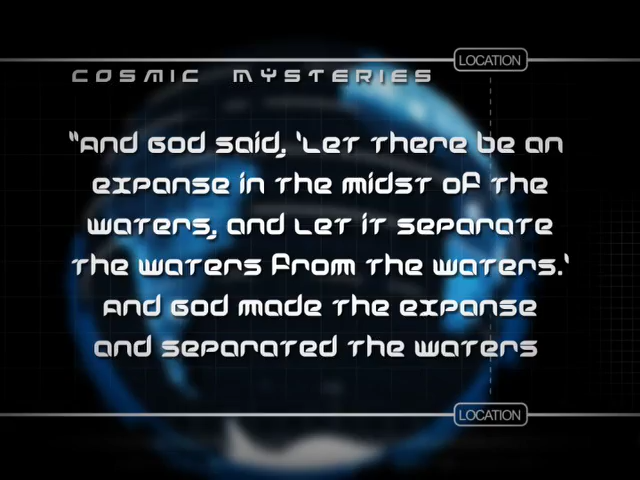 LOCATION
COSMIC MYSTERIES
"And God said, 'Let there be an
expanse in the midst of the
waters, and let it separate
the waters from the waters.'
And God made the expanse
and separated the waters
LOCATION